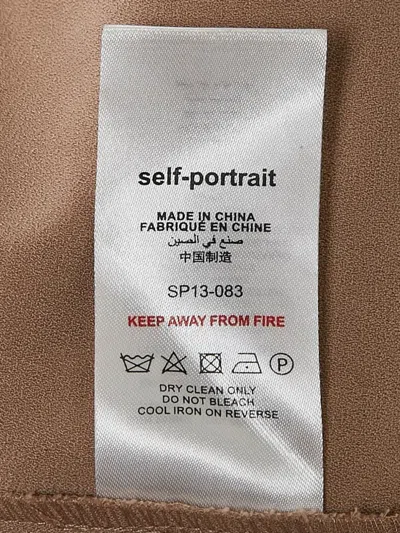 self-portrait
MADE IN CHINA
FABRIQUÉ EN CHINE
صنع في الصين
中国制造
SP13-083
KEEP AWAY FROM FIRE
P
DRY CLEAN ONLY
DO NOT BLEACH
COOL IRON ON REVERSE